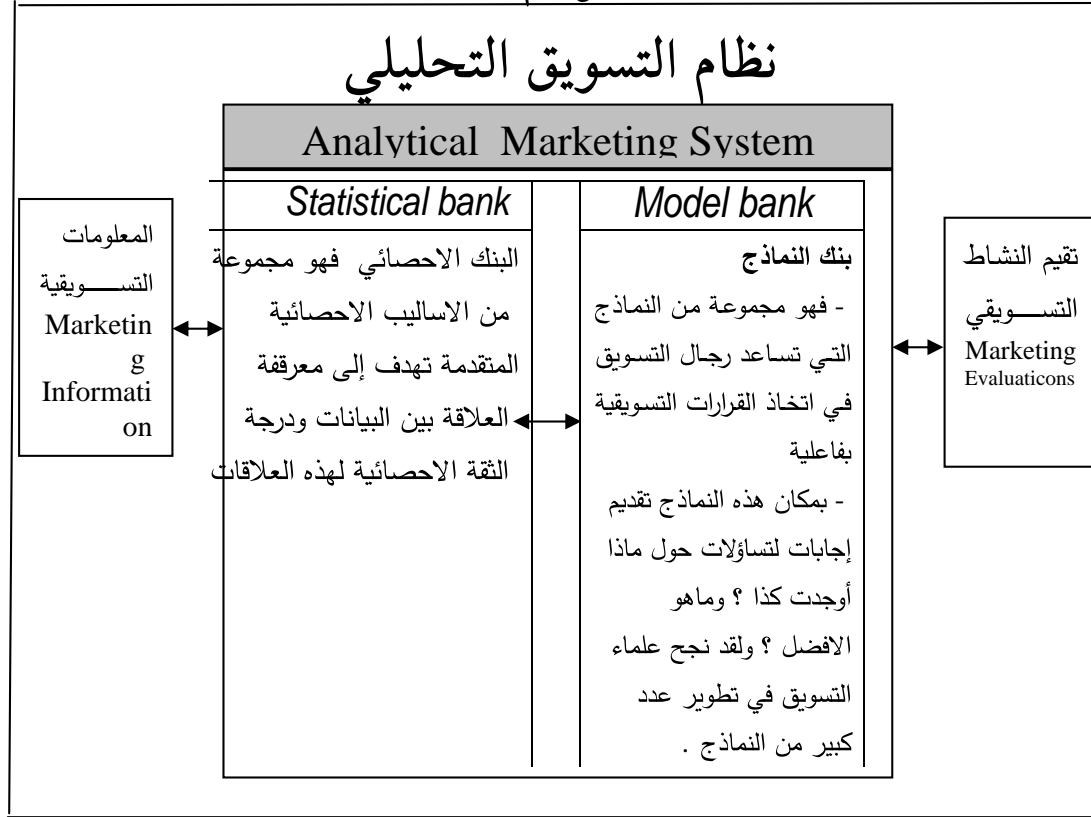 نظام التسويق التحليلي
Analytical Marketing System
Statistical bank
البنك الاحصائي فهو مجموعة
من الاساليب الاحصائية
المتقدمة تهدف إلى معرقفة
العلاقة بين البيانات ودرجة
الثقة الاحصائية لهذه العلاقات
Model bank
بنك النماذج
- فهو مجموعة من النماذج
التي تساعد رجال التسويق
في اتخاذ القرارات التسويقية
بفاعلية
- بمكان هذه النماذج تقديم
إجابات لتساؤلات حول ماذا
أوجدت كذا ؟ وماهو
الافضل ؟ ولقد نجح علماء
التسويق في تطوير عدد
كبير من النماذج .
المعلومات
التســـــويقية
Marketin
g
Informati
on
تقيم النشاط
التســـــويقي
Marketing
Evaluaticons